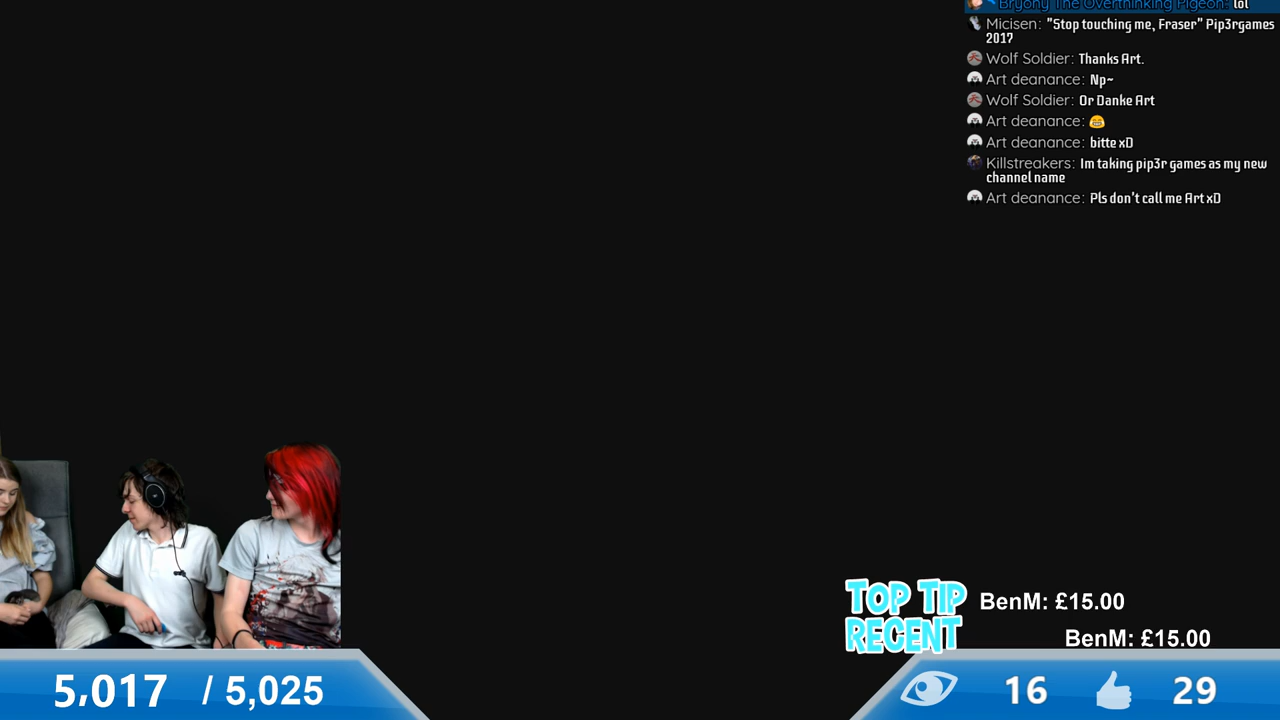 Bryony The Overthinking Pigeon: lol
Micisen: "Stop touching me, Fraser" Pip3rgames
2017
Wolf Soldier: Thanks Art.
Art deanance: Np~
Wolf Soldier: Or Danke Art
Art deanance: 😂
Art deanance: bitte xD
Killstreakers: Im taking pip3r games as my new
channel name
Art deanance: Pls don't call me Art xD
TOP TIP BenM: £15.00
RECENT BenM: £15.00
5,017 / 5,025
16 29